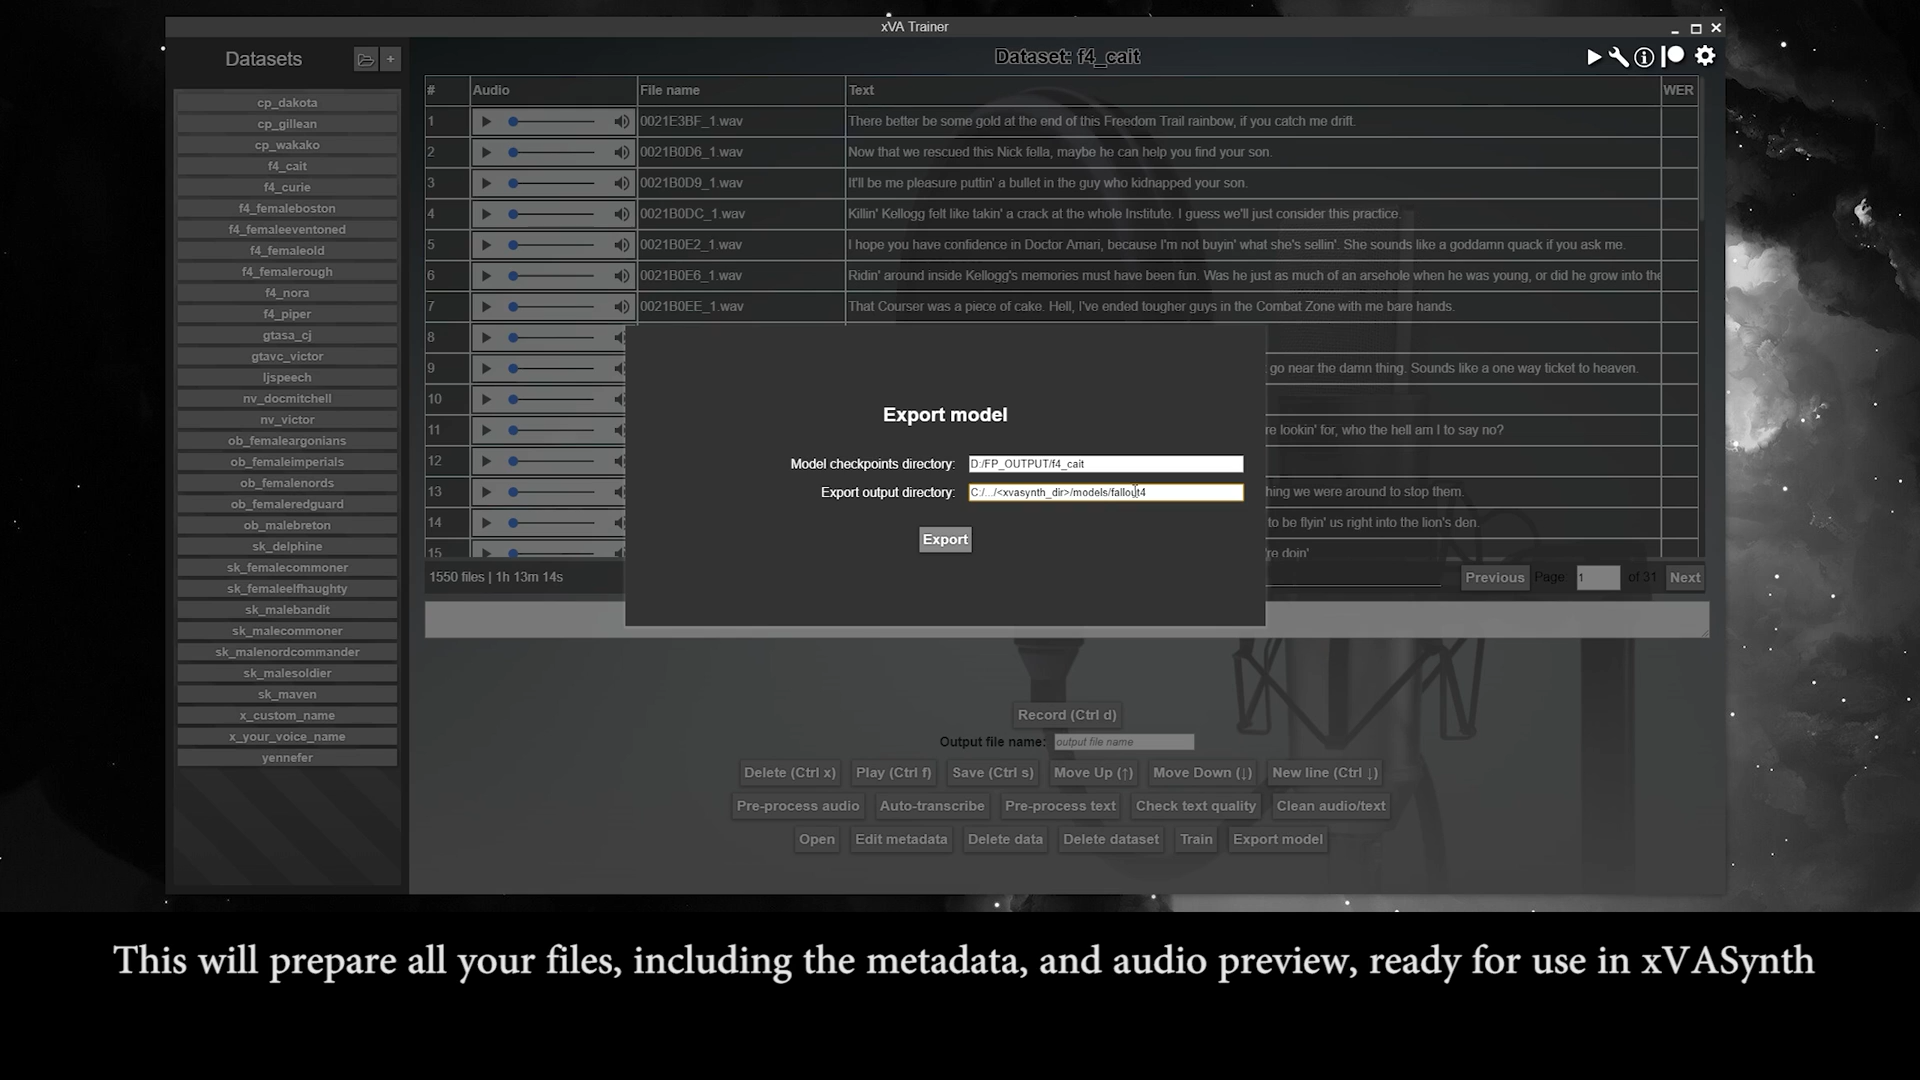 xVA Trainer
Datasets
+
cp_dakota
cp_gillean
cp_wakako
f4_cait
f4_curie
f4_femaleboston
f4_femaleeventoned
f4_femaleold
f4_femalerough
f4_nora
f4_piper
gtasa_cj
gtavc_victor
ljspeech
nv_docmitchell
nv_victor
ob_femaleargonians
ob_femaleimperials
ob_femalenords
ob_femaleredguard
ob_malebreton
sk_delphine
sk_femalecommoner
sk_femaleelfhaughty
sk_malebandit
sk_malecommoner
sk_malenordcommander
sk_malesoldier
sk_maven
x_custom_name
x_your_voice_name
yennefer
Dataset: f4_cait
# Audio File name Text WER
1 0021E3BF_1.wav There better be some gold at the end of this Freedom Trail rainbow, if you catch me drift.
2 0021B0D6_1.wav Now that we rescued this Nick fella, maybe he can help you find your son.
3 0021B0D9_1.wav It'll be me pleasure puttin' a bullet in the guy who kidnapped your son.
4 0021B0DC_1.wav Killin' Kellogg felt like takin' a crack at the whole Institute. I guess we'll just consider this practice.
5 0021B0E2_1.wav I hope you have confidence in Doctor Amari, because I'm not buyin' what she's sellin'. She sounds like a goddamn quack if you ask me.
6 0021B0E6_1.wav Ridin' around inside Kellogg's memories must have been fun. Was he just as much of an arsehole when he was young, or did he grow into the
7 0021B0EE_1.wav That Courser was a piece of cake. Hell, I've ended tougher guys in the Combat Zone with me bare hands.
8
9 go near the damn thing. Sounds like a one way ticket to heaven.
10
11 re lookin' for, who the hell am I to say no?
12
13 hing we were around to stop them.
14 to be flyin' us right into the lion's den.
15 're doin'
Export model
Model checkpoints directory: D:/FP_OUTPUT/f4_cait
Export output directory: C:/.../<xvasynth_dir>/models/fallout4
Export
1550 files | 1h 13m 14s
Previous Page: 1 of 31 Next
Record (Ctrl d)
Output file name: output file name
Delete (Ctrl x) Play (Ctrl f) Save (Ctrl s) Move Up (↑) Move Down (↓) New line (Ctrl ↓)
Pre-process audio Auto-transcribe Pre-process text Check text quality Clean audio/text
Open Edit metadata Delete data Delete dataset Train Export model
This will prepare all your files, including the metadata, and audio preview, ready for use in xVASynth